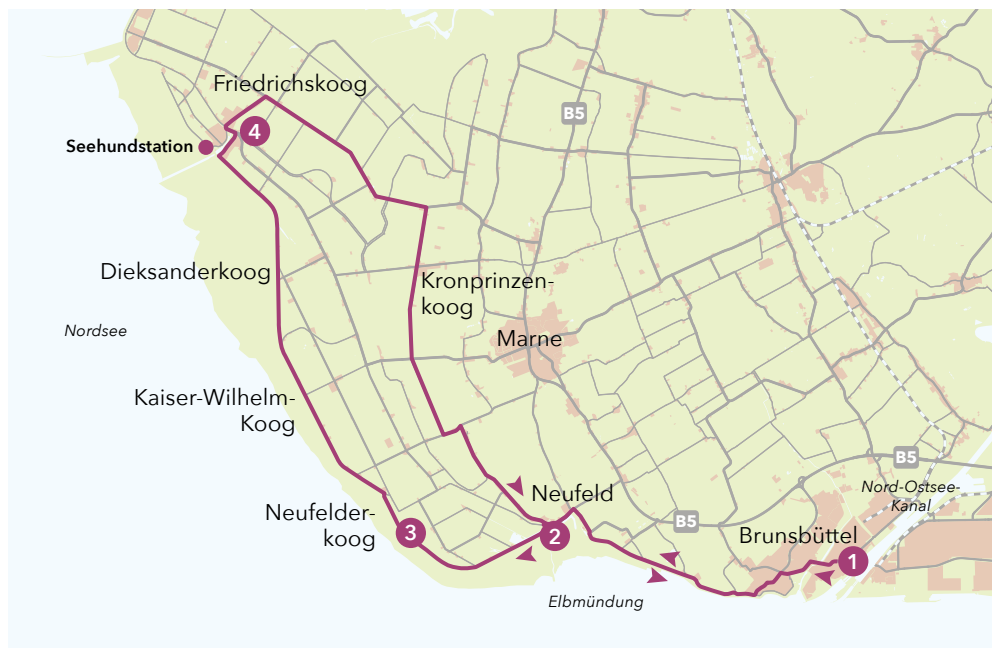 Friedrichskoog
B5
4
Seehundstation
Dieksanderkoog
Kronprinzen-
koog
Nordsee
Marne
Kaiser-Wilhelm-
Koog
B5
Nord-Ostsee-
Kanal
Neufeld
Neufelder-
koog
3
2
B5
Brunsbüttel
1
Elbmündung